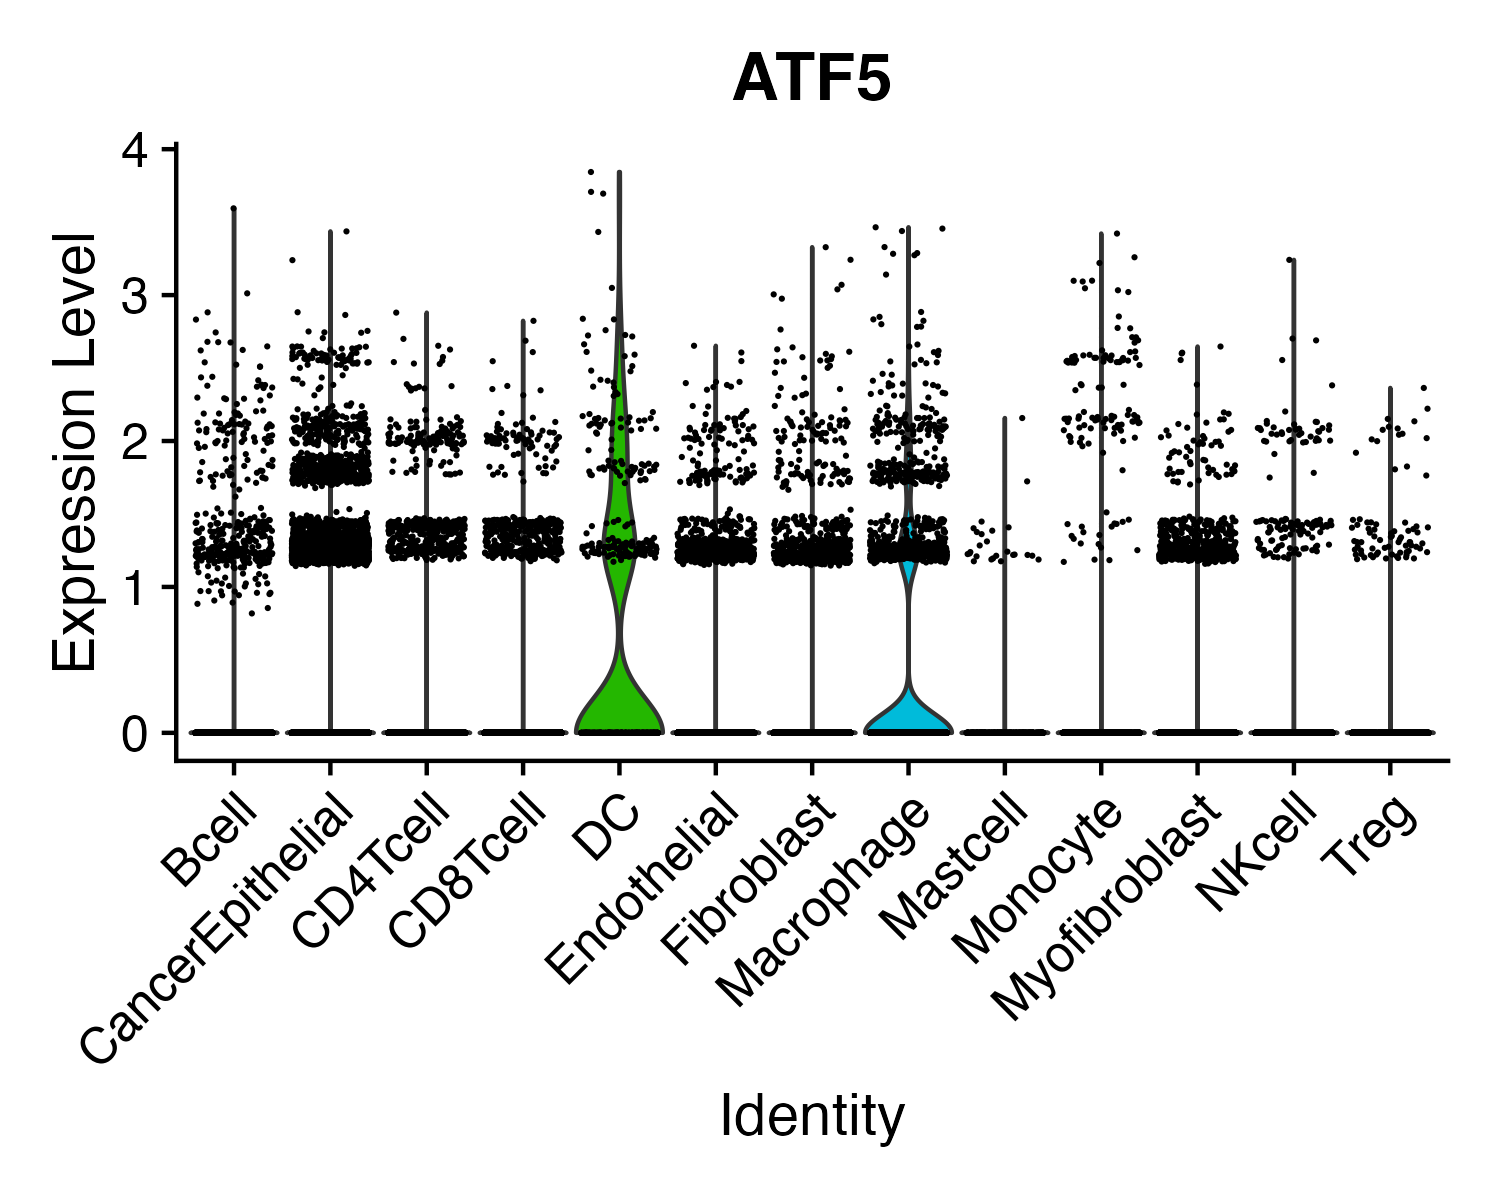 ATF5
Expression Level
4
3
2
1
0
Bcell
CancerEpithelial
CD4Tcell
CD8Tcell
DC
Endothelial
Fibroblast
Macrophage
Mastcell
Monocyte
Myofibroblast
NKcell
Treg
Identity